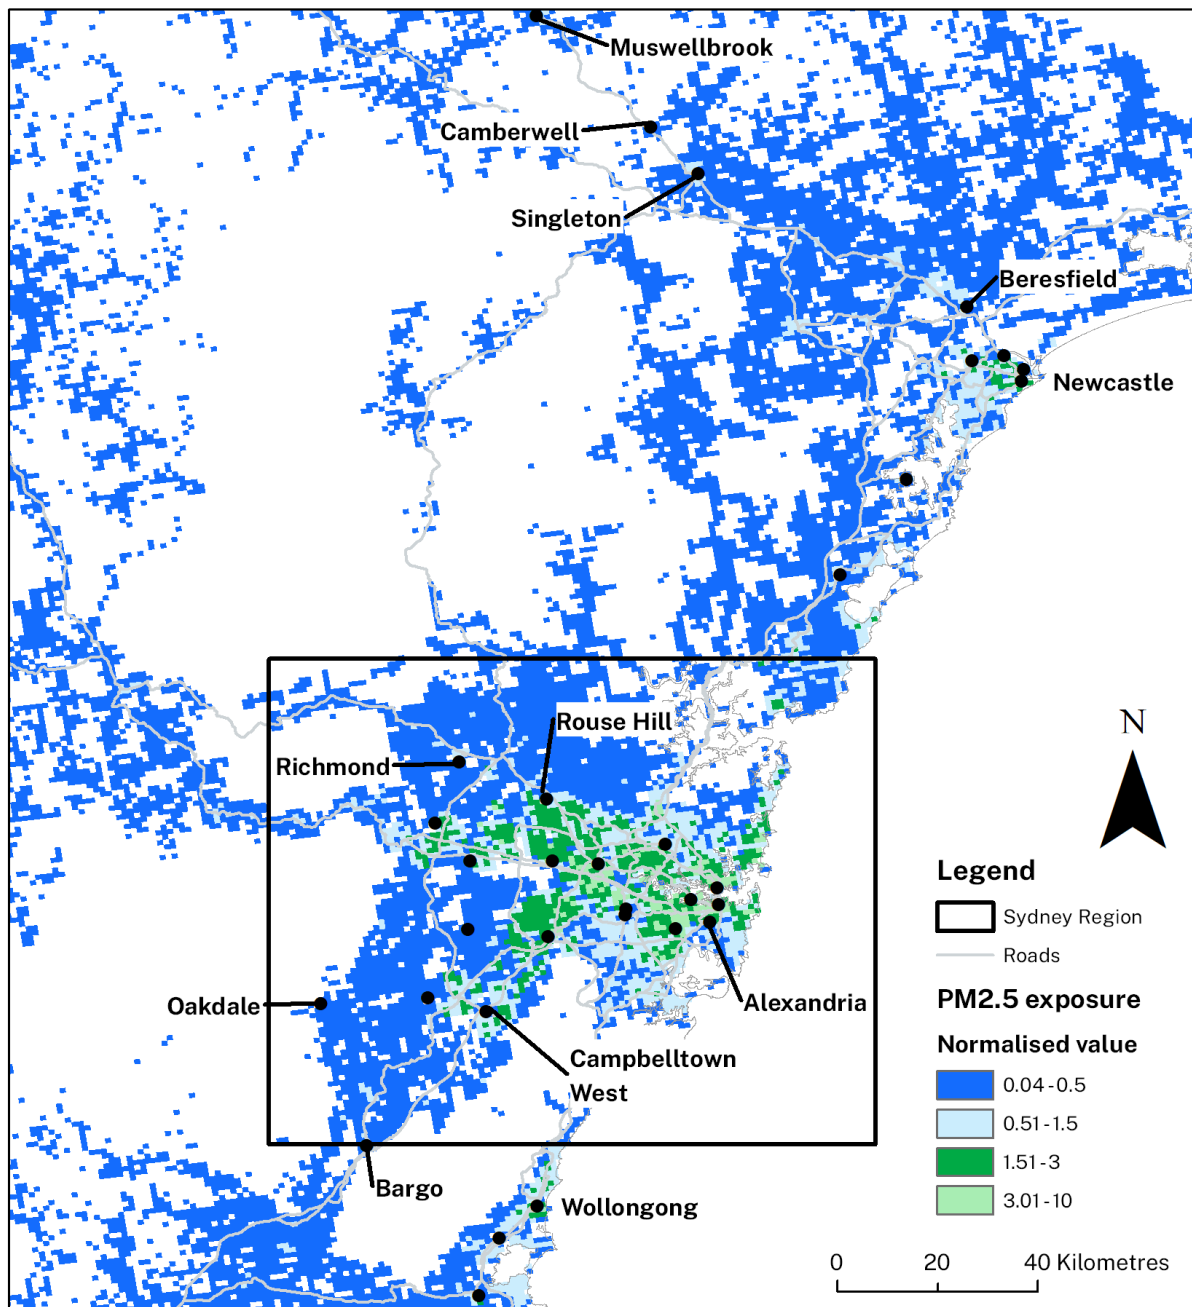 Muswellbrook
Camberwell
Singleton
Beresfield
Newcastle
Rouse Hill
Richmond
N
Legend
Sydney Region
Roads
Oakdale
Alexandria
PM2.5 exposure
Normalised value
Campbelltown
West
0.04 - 0.5
0.51 - 1.5
1.51 - 3
3.01 - 10
Bargo
Wollongong
0 20 40 Kilometres